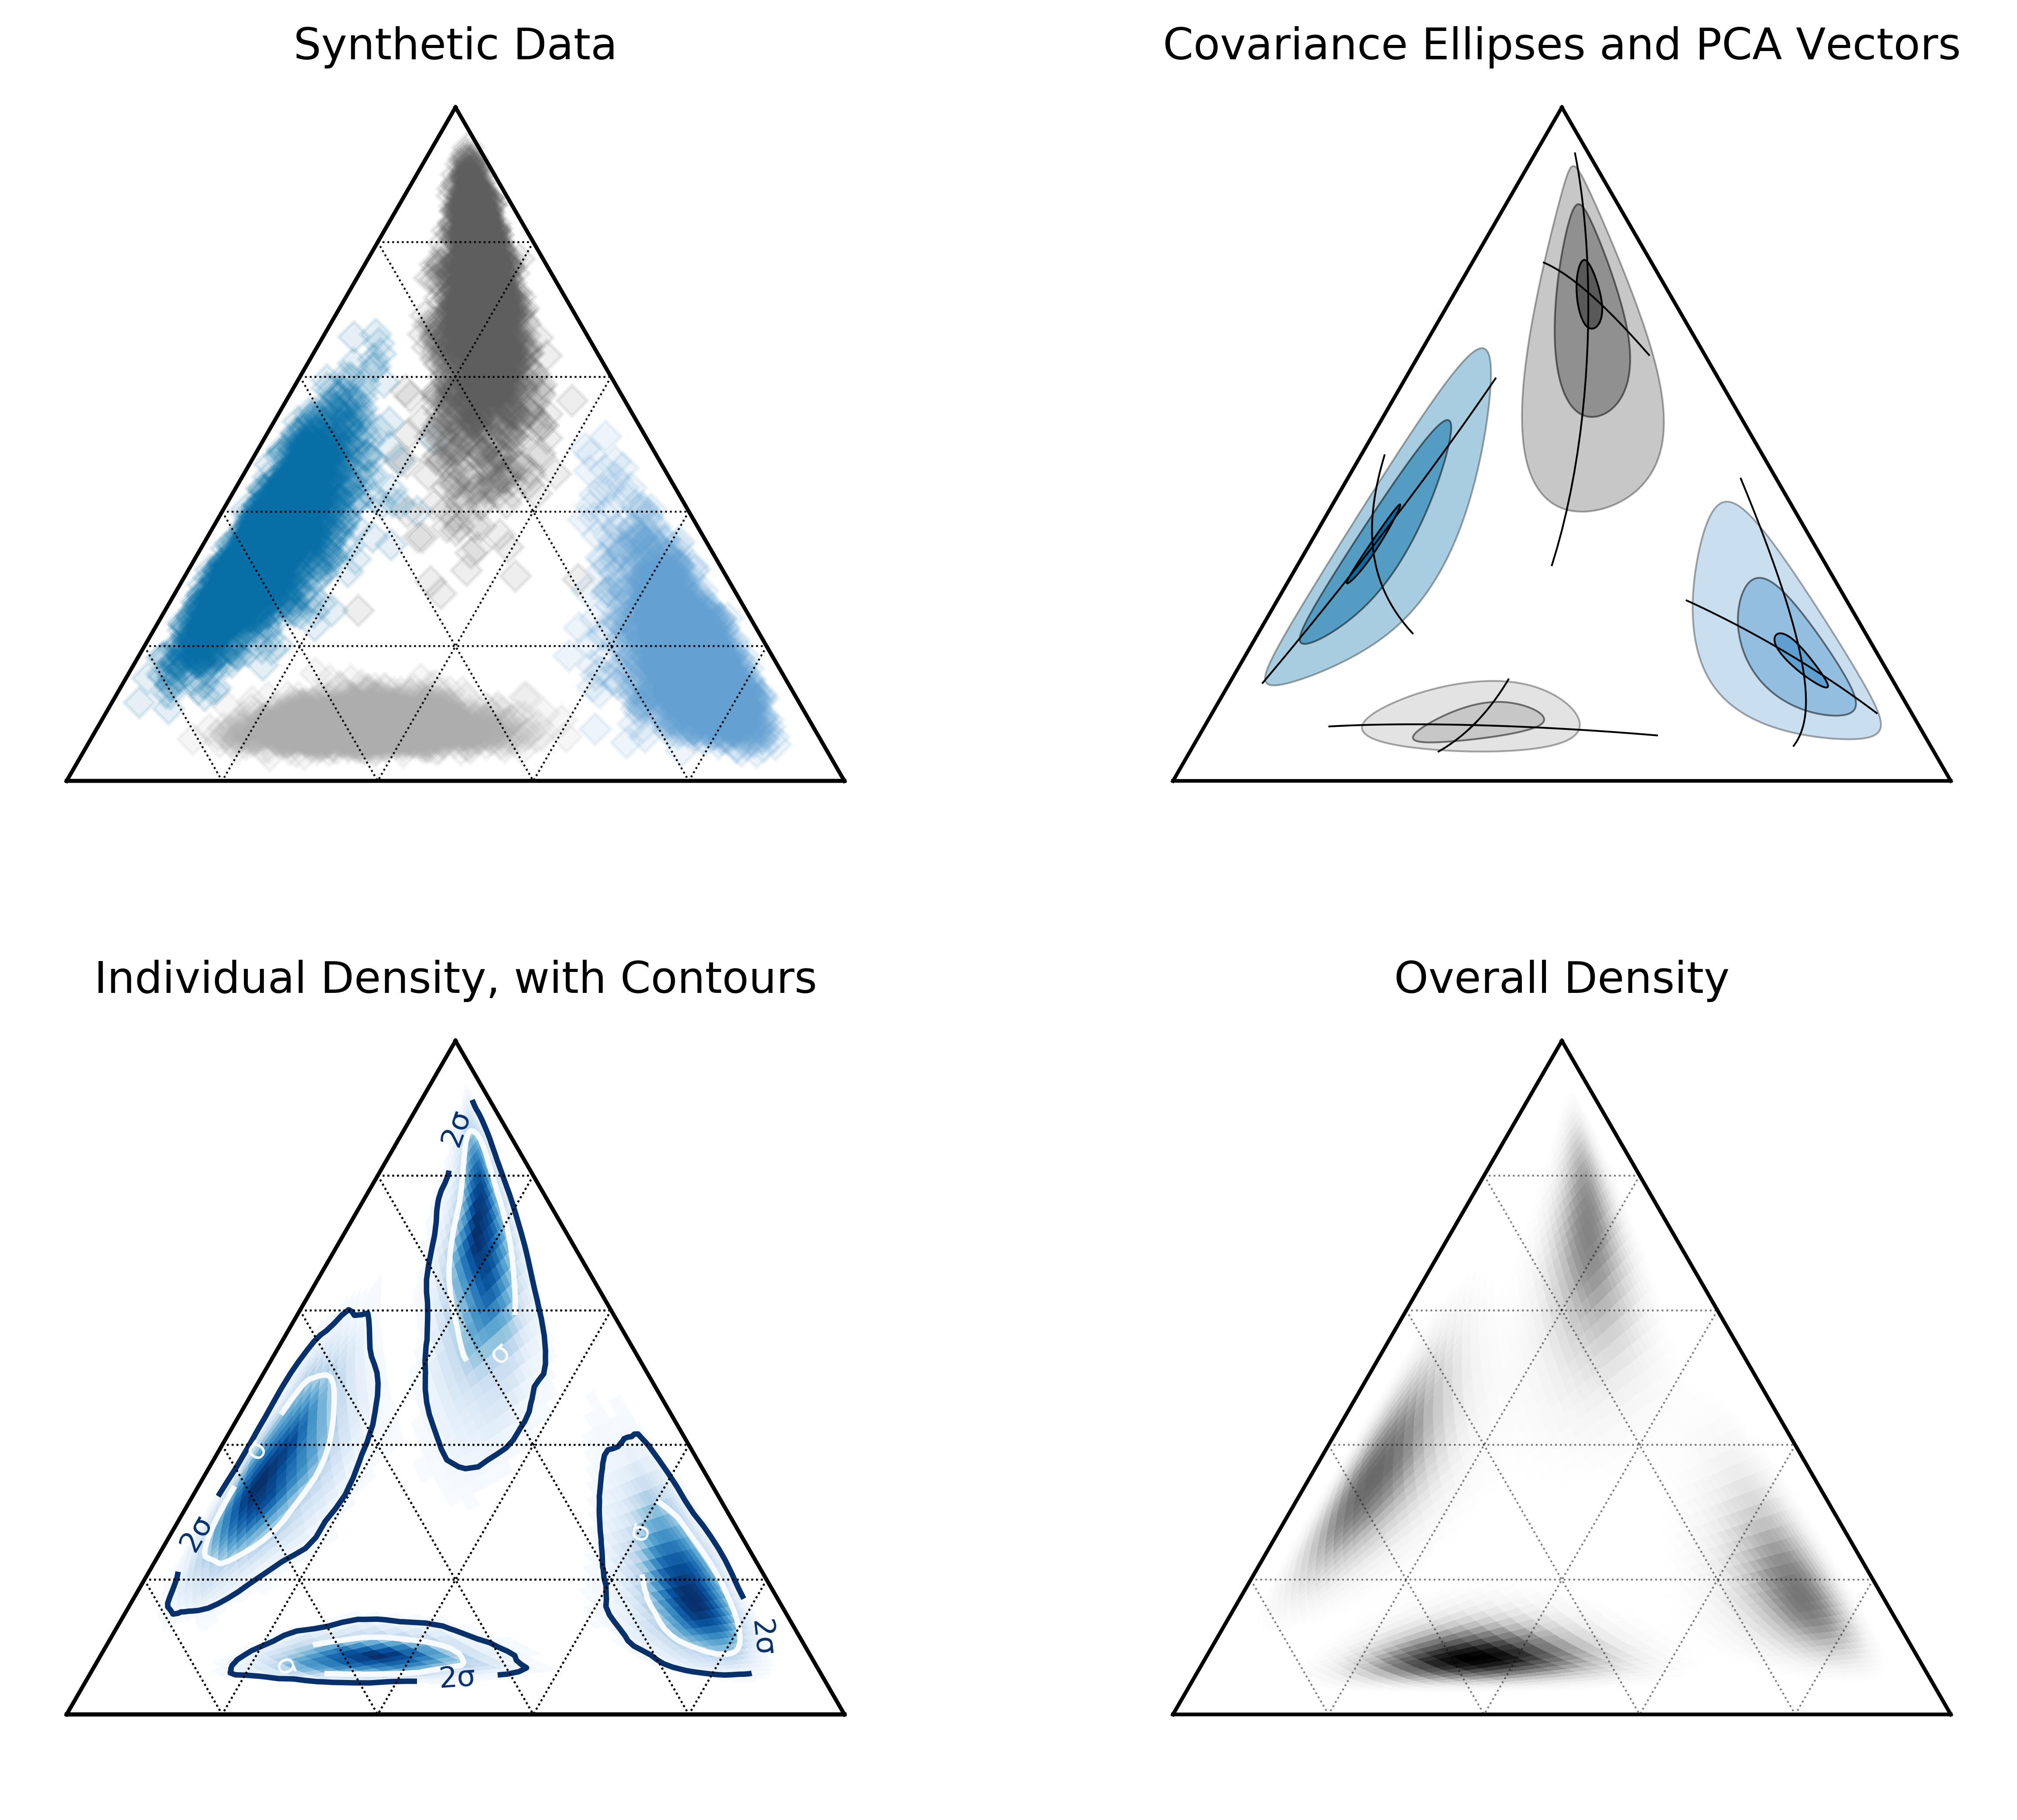 Synthetic Data
Covariance Ellipses and PCA Vectors
Individual Density, with Contours
Overall Density
2σ
σ
σ
2σ
σ
2σ
σ
2σ